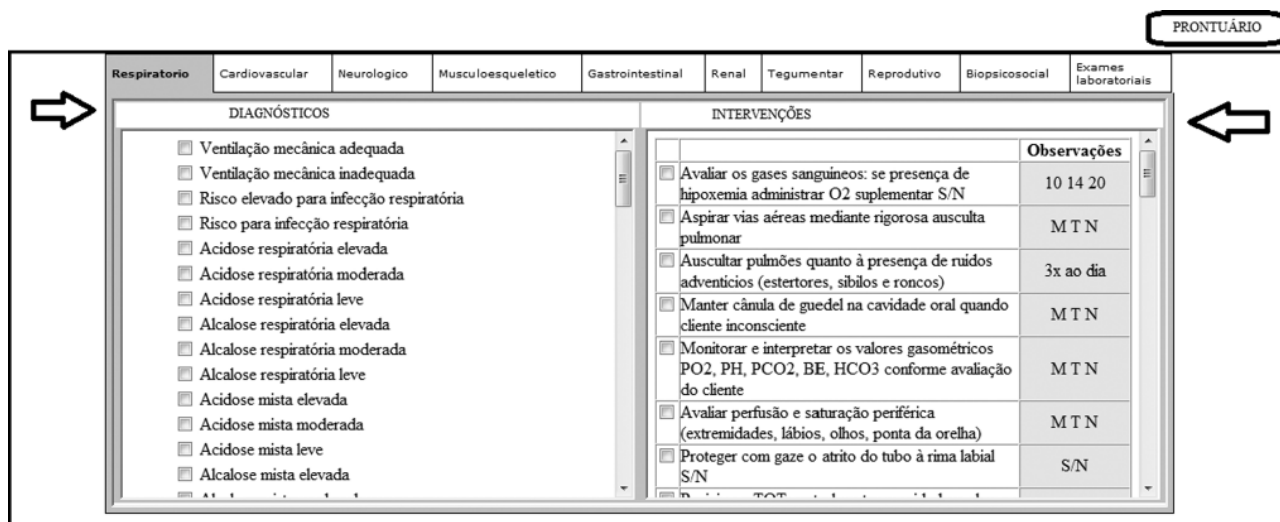 PRONTUÁRIO
Respiratorio Cardiovascular Neurologico Musculoesqueletico Gastrointestinal Renal Tegumentar Reprodutivo Biopsicosocial Exames
laboratoriais
DIAGNÓSTICOS
Ventilação mecânica adequada
Ventilação mecânica inadequada
Risco elevado para infecção respiratória
Risco para infecção respiratória
Acidose respiratória elevada
Acidose respiratória moderada
Acidose respiratória leve
Alcalose respiratória elevada
Alcalose respiratória moderada
Alcalose respiratória leve
Acidose mista elevada
Acidose mista moderada
Acidose mista leve
Alcalose mista elevada
INTERVENÇÕES
Observações
Avaliar os gases sanguineos: se presença de
hipoxemia administrar O2 suplementar S/N
10 14 20
Aspirar vias aéreas mediante rigorosa ausculta
pulmonar
M T N
Auscultar pulmões quanto à presença de ruidos
adventicios (estertores, sibilos e roncos)
3x ao dia
Manter cânula de guedel na cavidade oral quando
cliente inconsciente
M T N
Monitorar e interpretar os valores gasométricos
PO2, PH, PCO2, BE, HCO3 conforme avaliação
do cliente
M T N
Avaliar perfusão e saturação periférica
(extremidades, lábios, olhos, ponta da orelha)
M T N
Proteger com gaze o atrito do tubo à rima labial
S/N
S/N